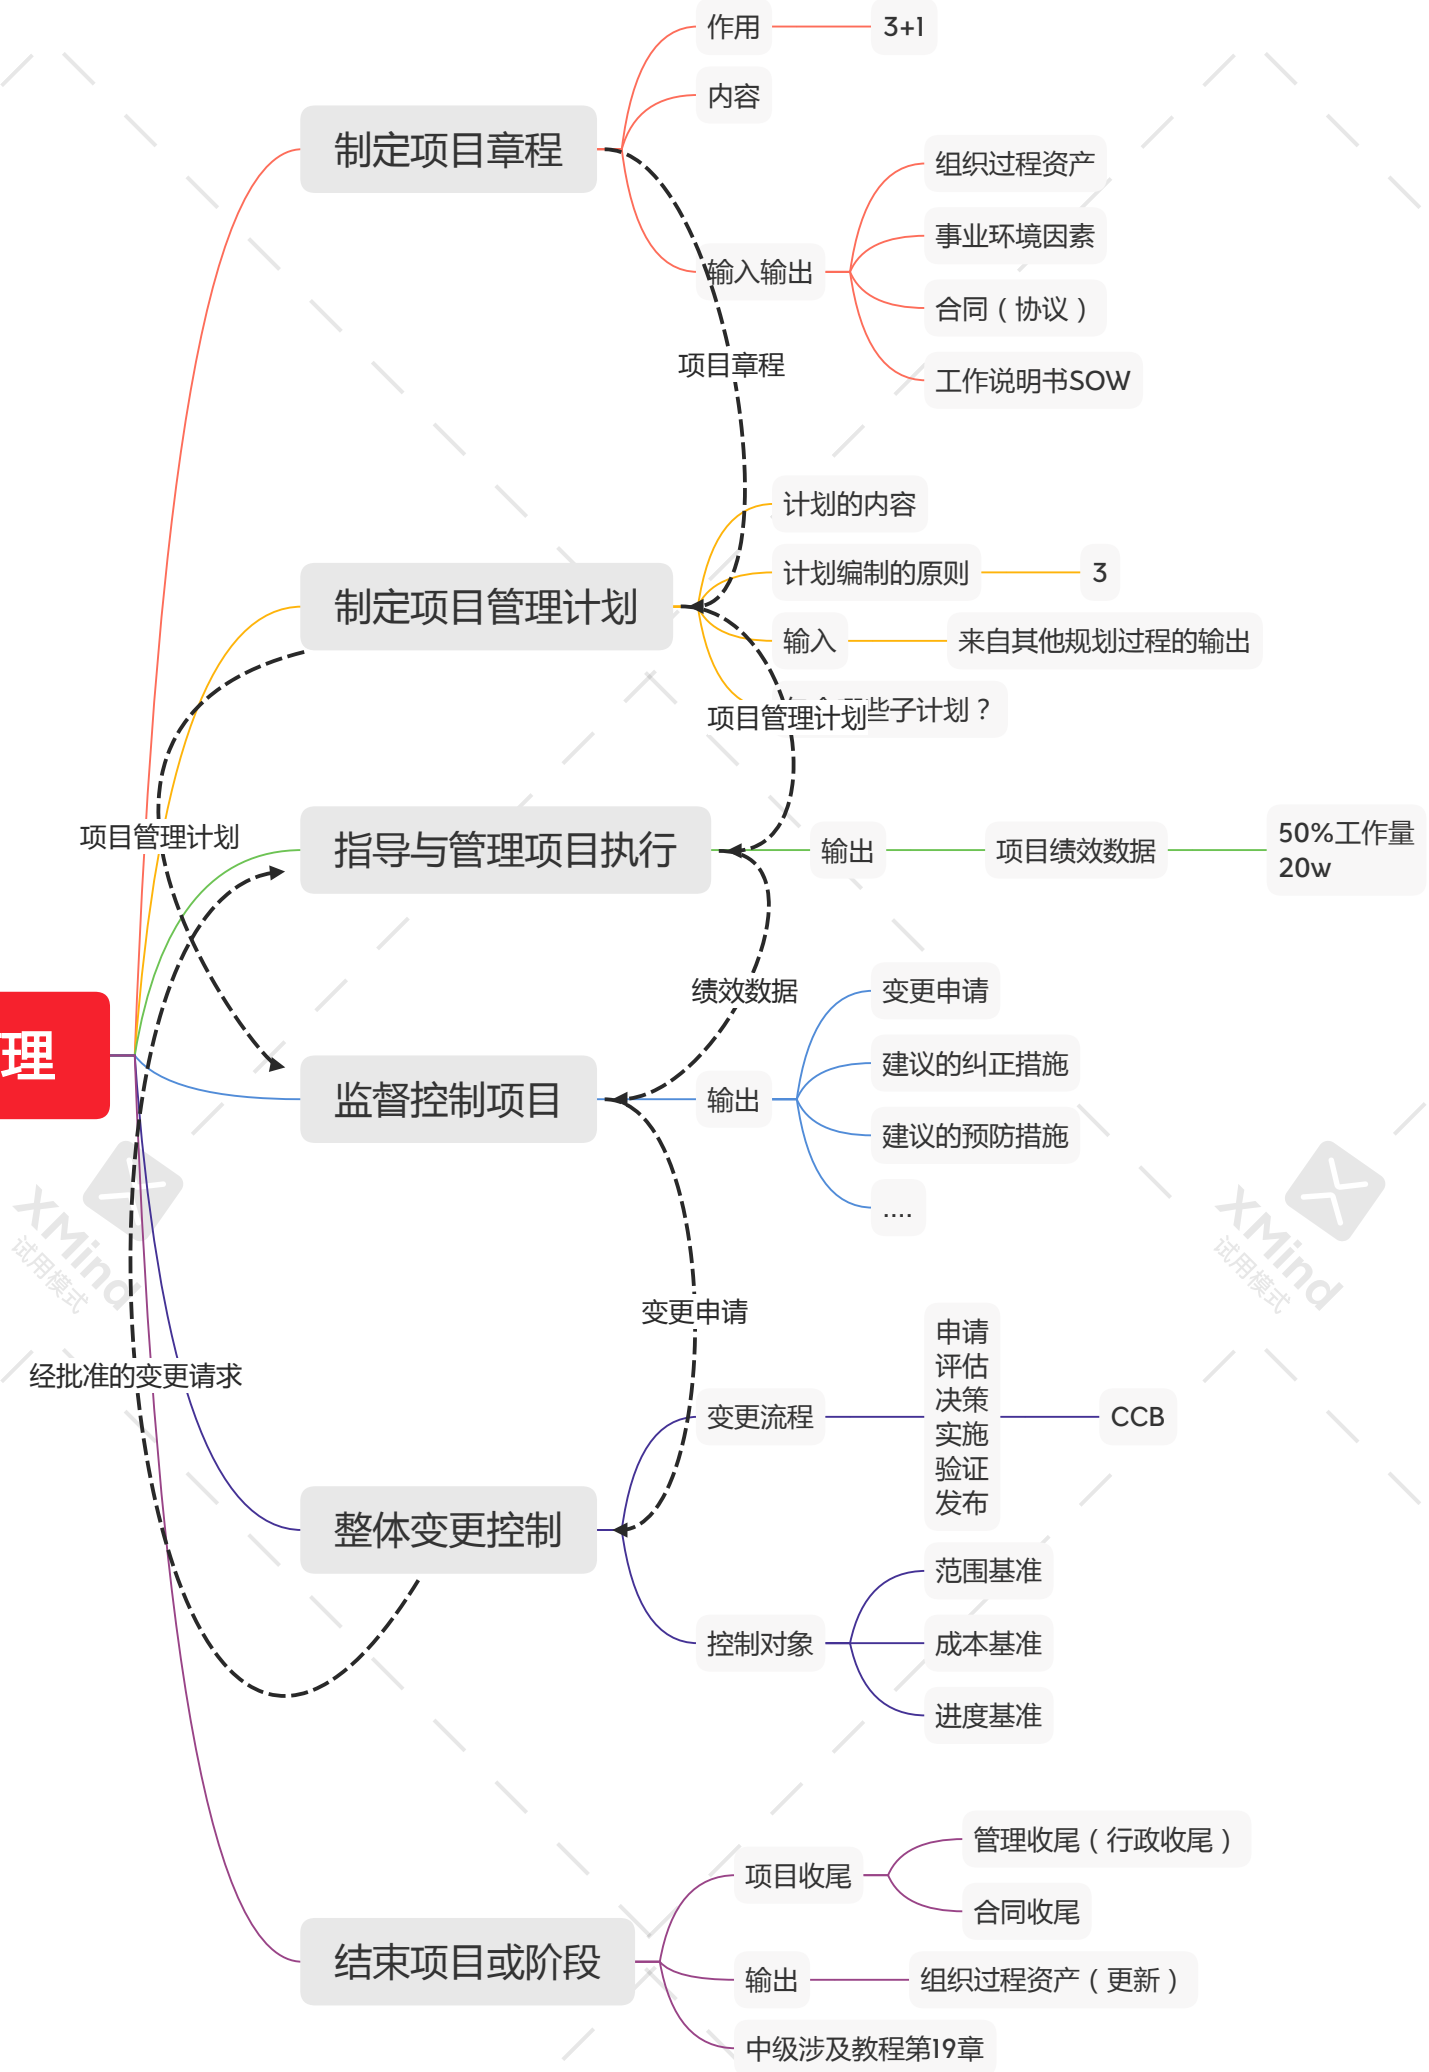 作用
3+1
内容
制定项目章程
组织过程资产
事业环境因素
输入输出
合同（协议）
项目章程
工作说明书SOW
计划的内容
计划编制的原则
3
制定项目管理计划
输入
来自其他规划过程的输出
些子计划？
项目管理计划
项目管理计划
指导与管理项目执行
输出
项目绩效数据
50%工作量
20w
绩效数据
变更申请
理
建议的纠正措施
监督控制项目
输出
建议的预防措施
....
XMind
试用模式
XMind
试用模式
变更申请
经批准的变更请求
变更流程
申请
评估
决策
实施
验证
发布
CCB
整体变更控制
范围基准
控制对象
成本基准
进度基准
管理收尾（行政收尾）
项目收尾
合同收尾
结束项目或阶段
输出
组织过程资产（更新）
中级涉及教程第19章